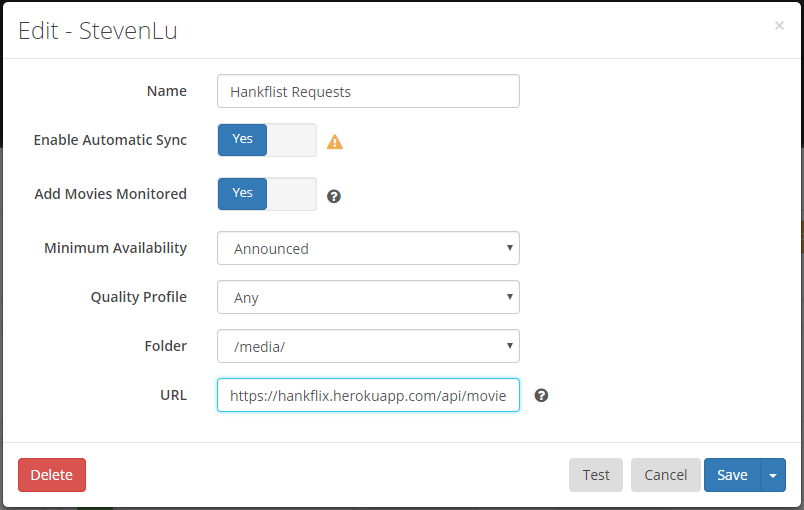 Edit - StevenLu
×
Name Hankflist Requests
Enable Automatic Sync Yes
Add Movies Monitored Yes ?
Minimum Availability Announced
Quality Profile Any
Folder /media/
URL https://hankflix.herokuapp.com/api/movie ?
Delete Test Cancel Save